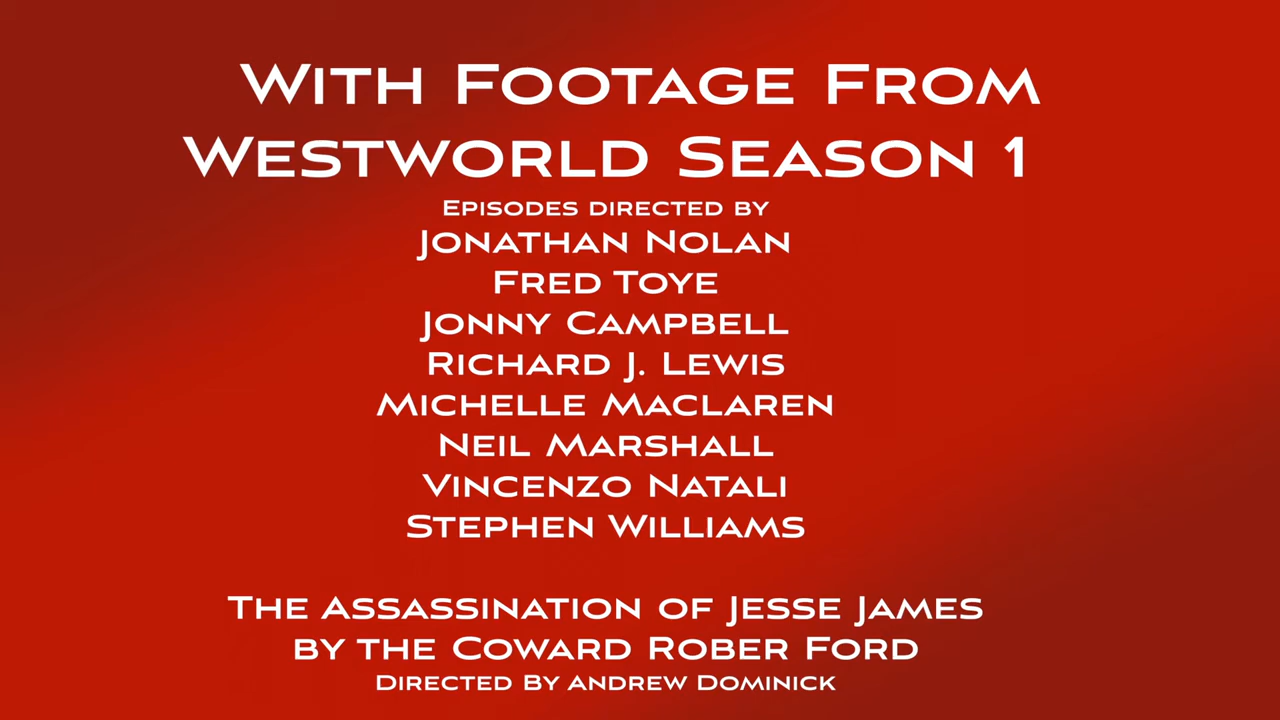 With Footage From
Westworld Season 1
Episodes directed by
Jonathan Nolan
Fred Toye
Jonny Campbell
Richard J. Lewis
Michelle Maclaren
Neil Marshall
Vincenzo Natali
Stephen Williams
The Assassination of Jesse James
by the Coward Rober Ford
Directed By Andrew Dominick